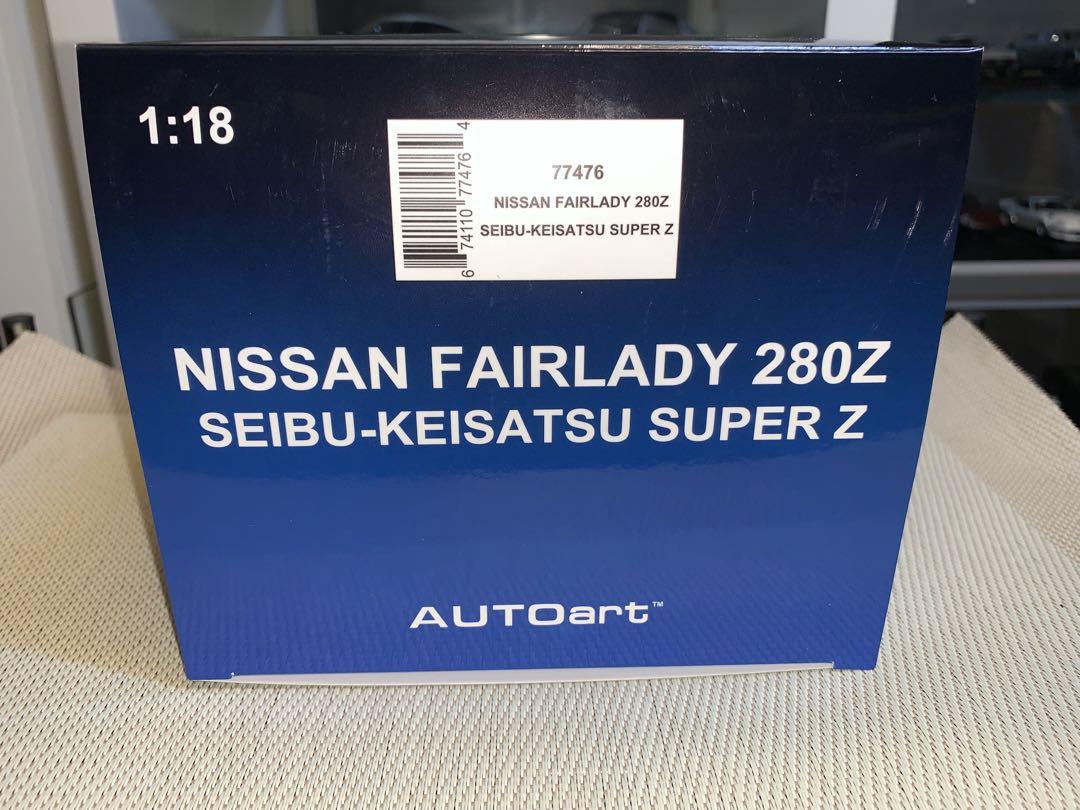 1:18
6 74110 77476 4
77476
NISSAN FAIRLADY 280Z
SEIBU-KEISATSU SUPER Z
NISSAN FAIRLADY 280Z
SEIBU-KEISATSU SUPER Z
AUTOart™